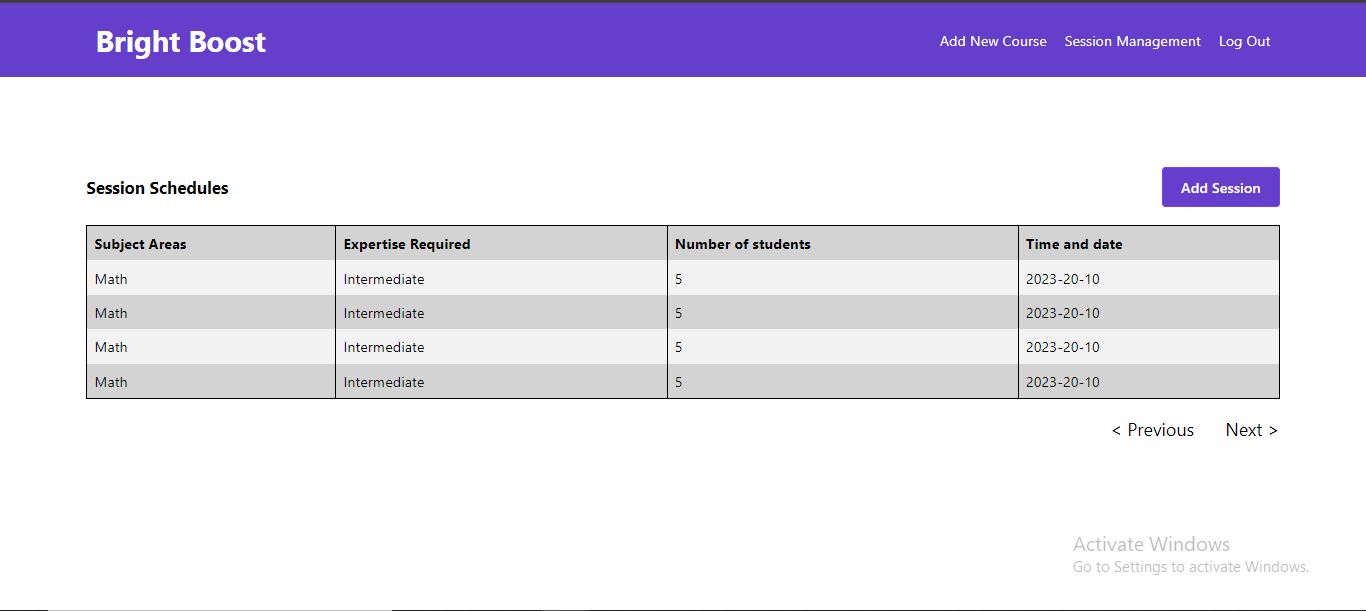 Bright Boost
Add New Course Session Management Log Out
Session Schedules
Add Session
Subject Areas Expertise Required Number of students Time and date
Math Intermediate 5 2023-20-10
Math Intermediate 5 2023-20-10
Math Intermediate 5 2023-20-10
Math Intermediate 5 2023-20-10
< Previous Next >
Activate Windows
Go to Settings to activate Windows.